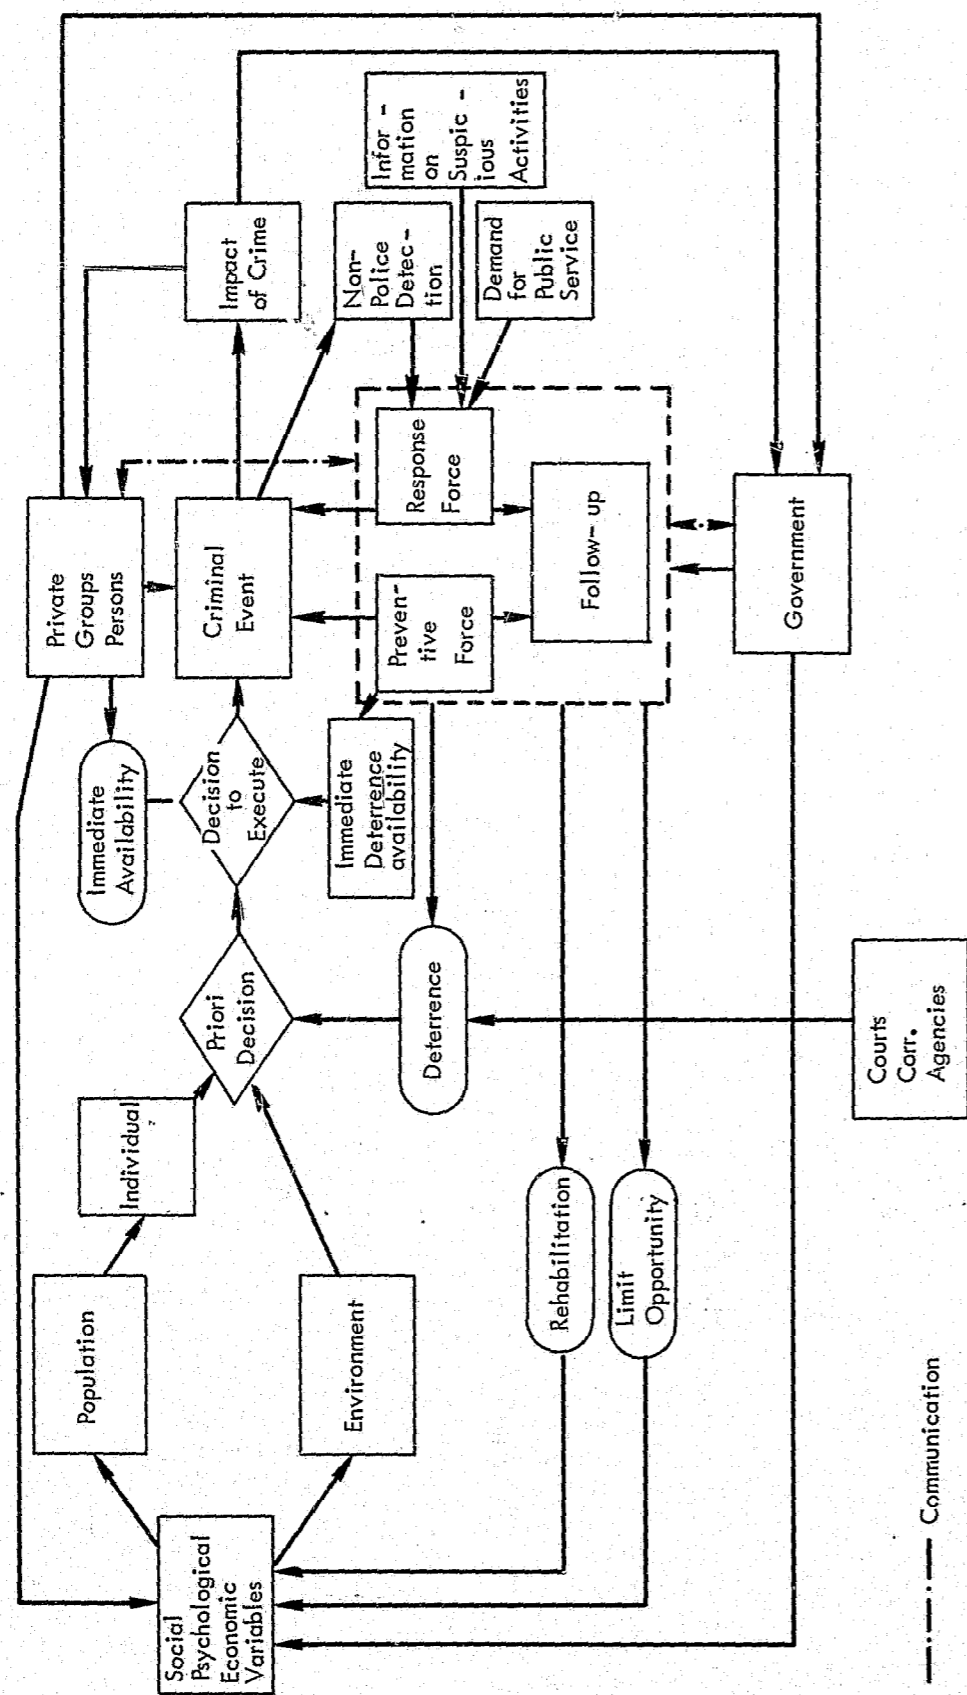 Social
Psychological
Economic
Variables
Population
Environment
Individual
Priori
Decision
Decision
to
Execute
Immediate
Availability
Immediate
Deterrence
availability
Deterrence
Rehabilitation
Limit
Opportunity
Courts
Corr.
Agencies
Private
Groups
Persons
Criminal
Event
Preven-
tive
Force
Response
Force
Follow-up
Government
Impact
of Crime
Non-
Police
Detec-
tion
Infor-
mation
on
Suspic-
ious
Activities
Demand
for
Public
Service
Communication